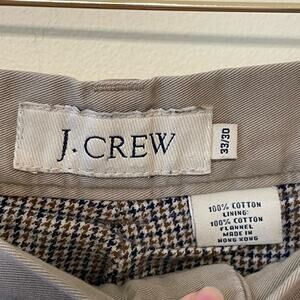 J. CREW
33/30
100% COTTON
LINING:
100% COTTON
FLANNEL
MADE IN
HONG KONG